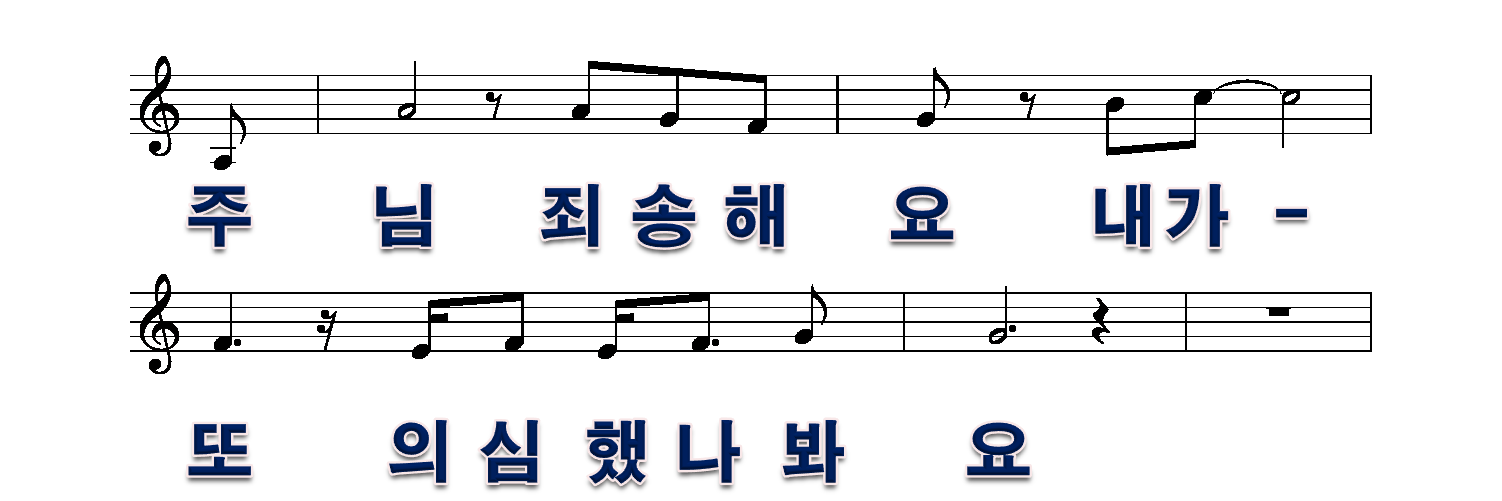 주 님 죄 송 해 요 내 가 -
또 의 심 했 나 봐 요